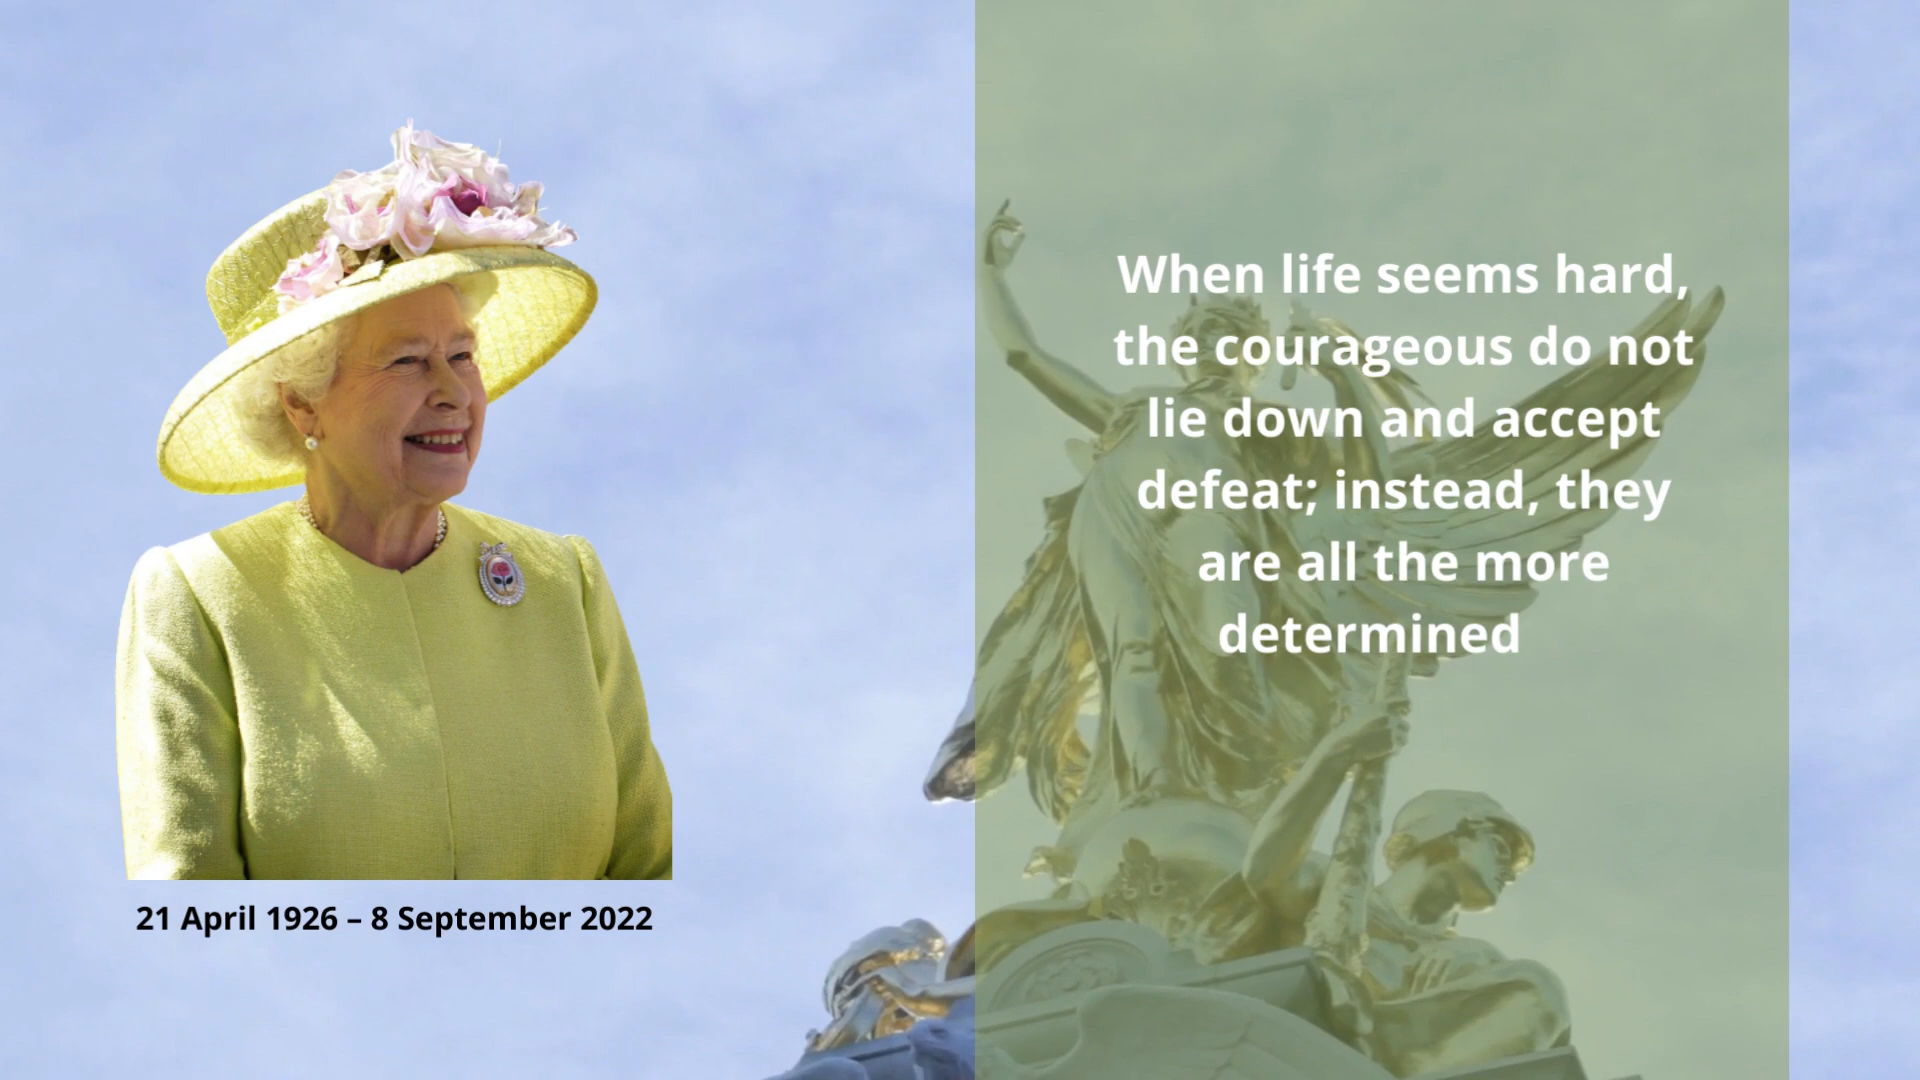 When life seems hard,
the courageous do not
lie down and accept
defeat; instead, they
are all the more
determined
21 April 1926 – 8 September 2022